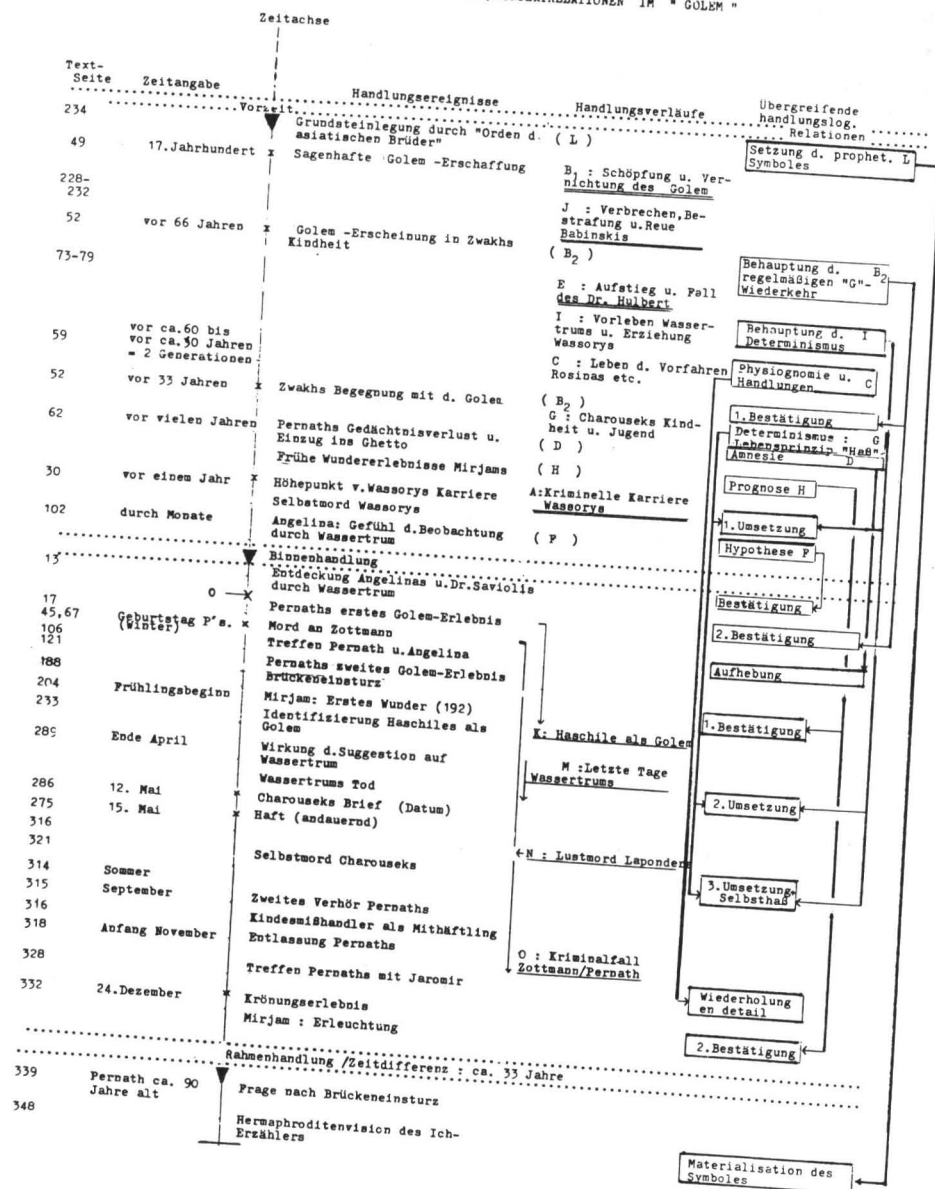 IM " GOLEM "
Zeitachse
Text-
Seite Zeitangabe Handlungsereignisse Handlungsverläufe Übergreifende
handlungslog.
Relationen
Vorzeit
234 Grundsteinlegung durch "Orden d. ( L )
asiatischen Brüder"
Setzung d. prophet. L
Symboles
49 17.Jahrhundert x Sagenhafte Golem -Erschaffung
B1 : Schöpfung u. Ver-
nichtung des Golem
228-
232
J : Verbrechen,Be-
strafung u.Reue
Babinskis
52 vor 66 Jahren x Golem -Erscheinung in Zwakhs
Kindheit
( B2 )
Behauptung d. B2
regelmäßigen "G"-
Wiederkehr
73-79
E : Aufstieg u. Fall
des Dr. Hulbert
I : Vorleben Wasser-
trums u. Erziehung
Wassorys
Behauptung d. I
Determinismus
59 vor ca.60 bis
vor ca.30 Jahren
= 2 Generationen
C : Leben d. Vorfahren
Rosinas etc.
Physiognomie u. C
Handlungen
52 vor 33 Jahren x Zwakhs Begegnung mit d. Golem
( B2 )
G : Charouseks Kind-
heit u. Jugend
1.Bestätigung
62 vor vielen Jahren Pernaths Gedächtnisverlust u.
Einzug ins Ghetto
( D )
Determinismus : G
Lebensprinzip "Haß"
Amnesie D
Frühe Wundererlebnisse Mirjams ( H )
Prognose H
30 vor einem Jahr x Höhepunkt v.Wassorys Karriere
Selbstmord Wassorys
A:Kriminelle Karriere
Wassorys
1.Umsetzung
102 durch Monate Angelina: Gefühl d.Beobachtung
durch Wassertrum
( F )
Hypothese F
Binnenhandlung
13 O x Entdeckung Angelinas u.Dr.Saviolis
durch Wassertrum
Bestätigung
17 Pernaths erstes Golem-Erlebnis
45,67 Geburtstag P's. x Mord an Zottmann
(Winter)
2.Bestätigung
106 Treffen Pernath u.Angelina
121 Pernaths zweites Golem-Erlebnis
188 Brückeneinsturz
Aufhebung
204 Frühlingsbeginn Mirjam: Erstes Wunder (192)
233 Identifizierung Haschiles als
Golem
K: Haschile als Golem
1.Bestätigung
289 Ende April Wirkung d.Suggestion auf
Wassertrum
M :Letzte Tage
Wassertrums
286 12. Mai x Wassertrums Tod
275 15. Mai x Charouseks Brief (Datum)
2.Umsetzung
316 Haft (andauernd)
321 Selbstmord Charouseks
N : Lustmord Laponders
314 Sommer
315 September Zweites Verhör Pernaths
3.Umsetzung
Selbsthaß
316 Kindesmißhandler als Mithäftling
318 Anfang November Entlassung Pernaths
O : Kriminalfall
Zottmann/Pernath
328 Treffen Pernaths mit Jaromir
332 24.Dezember x Krönungserlebnis
Wiederholung
en detail
Mirjam : Erleuchtung
2.Bestätigung
Rahmenhandlung /Zeitdifferenz : ca. 33 Jahre
339 Pernath ca. 90
Jahre alt
Frage nach Brückeneinsturz
348 Hermaphroditenvision des Ich-
Erzählers
Materialisation des
Symboles